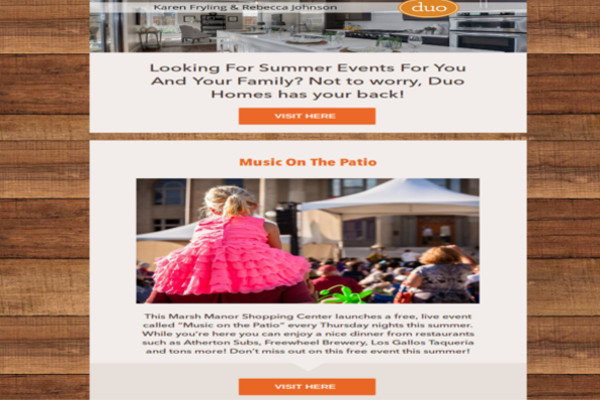 Karen Fryling & Rebecca Johnson
duo
Looking For Summer Events For You
And Your Family? Not to worry, Duo
Homes has your back!
VISIT HERE
Music On The Patio
This Marsh Manor Shopping Center launches a free, live event
called "Music on the Patio" every Thursday nights this summer.
While you're here you can enjoy a nice dinner from restaurants
such as Atherton Subs, Freewheel Brewery, Los Gallos Taqueria
and tons more! Don't miss out on this free event this summer!
VISIT HERE